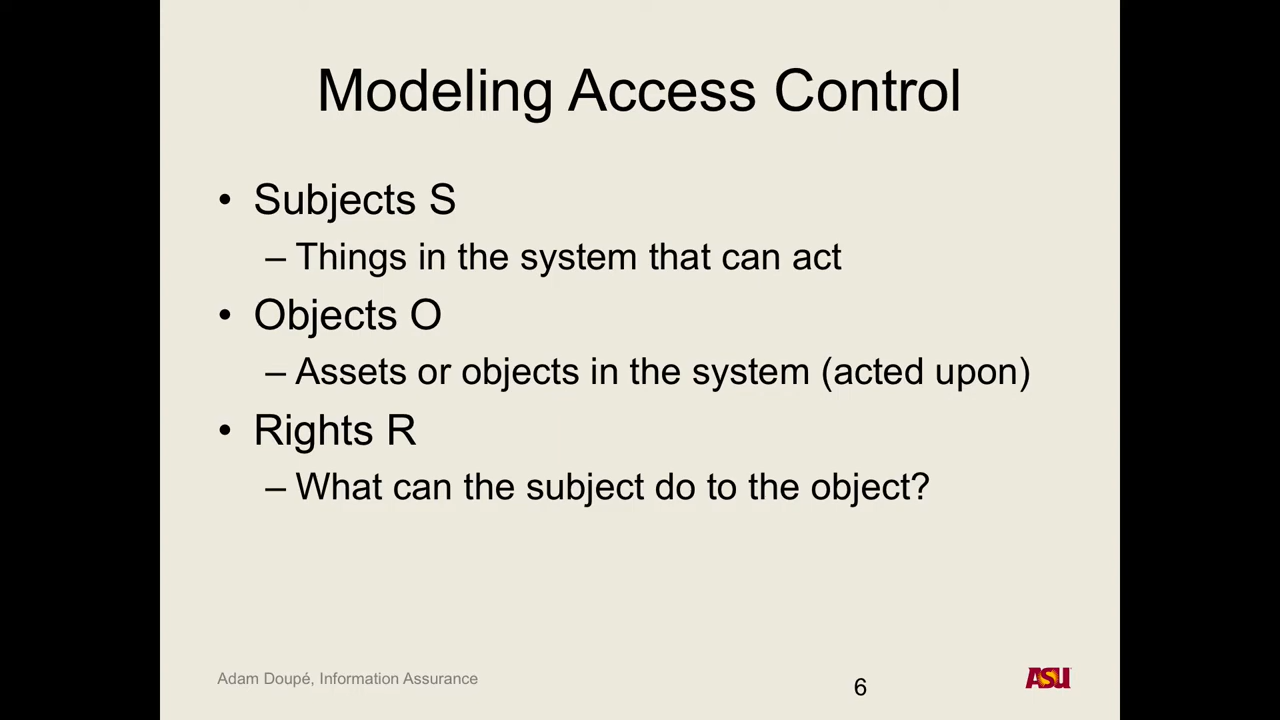 Modeling Access Control
• Subjects S
– Things in the system that can act
• Objects O
– Assets or objects in the system (acted upon)
• Rights R
– What can the subject do to the object?
Adam Doupé, Information Assurance
6
ASU